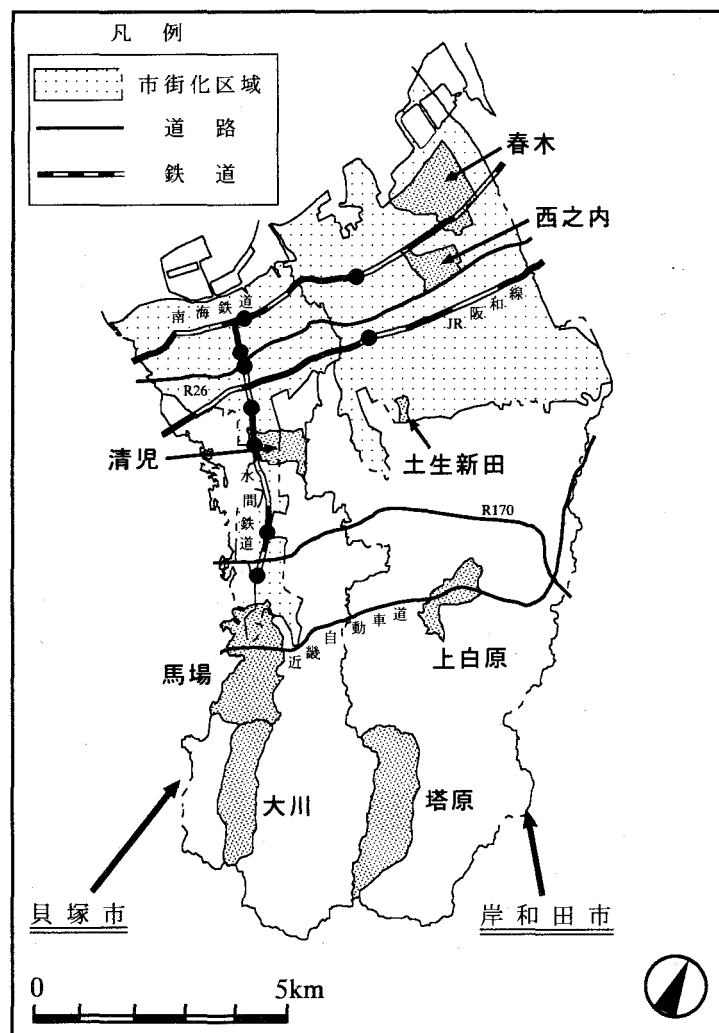 凡例
市街化区域
道路
鉄道
春木
西之内
南海鉄道
JR阪和線
R26
清児
土生新田
水間鉄道
R170
近畿自動車道
上白原
馬場
大川
塔原
貝塚市
岸和田市
0 5km